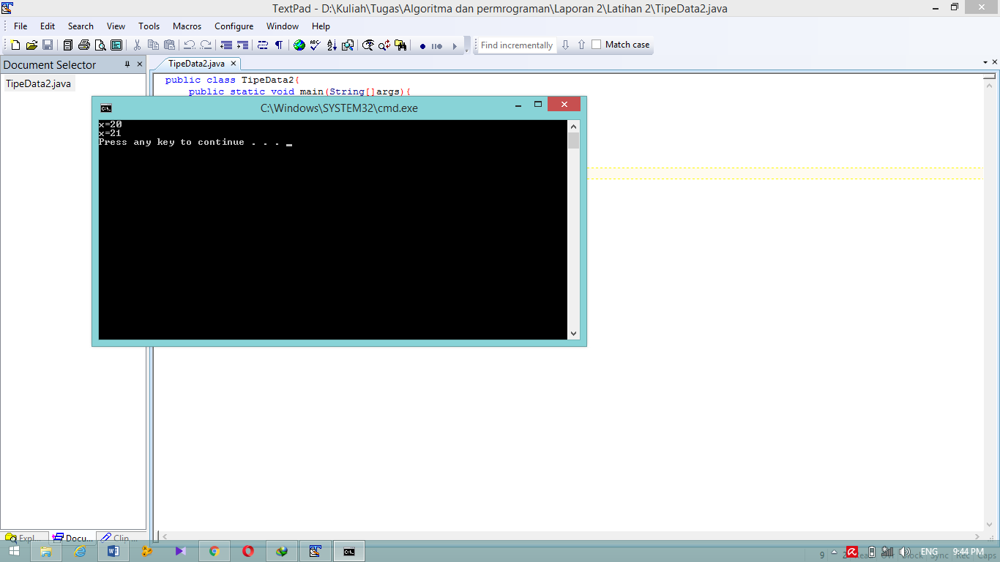 TextPad - D:\Kuliah\Tugas\Algoritma dan permrograman\Laporan 2\Latihan 2\TipeData2.java
File Edit Search View Tools Macros Configure Window Help
Find incrementally Match case
Document Selector
TipeData2.java
TipeData2.java
public class TipeData2{
public static void main(String[]args){
C:\Windows\SYSTEM32\cmd.exe
x=20
x=21
Press any key to continue . . .
Expl... Docu... Clip ...
9 ENG 9:44 PM
Block Sync Rec Caps